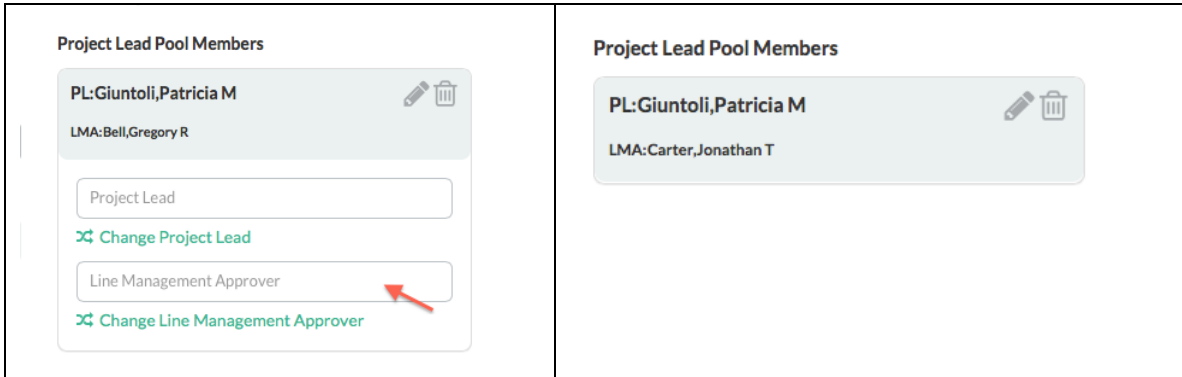 Project Lead Pool Members
PL:Giuntoli,Patricia M
LMA:Bell,Gregory R
Project Lead
Change Project Lead
Line Management Approver
Change Line Management Approver
Project Lead Pool Members
PL:Giuntoli,Patricia M
LMA:Carter,Jonathan T